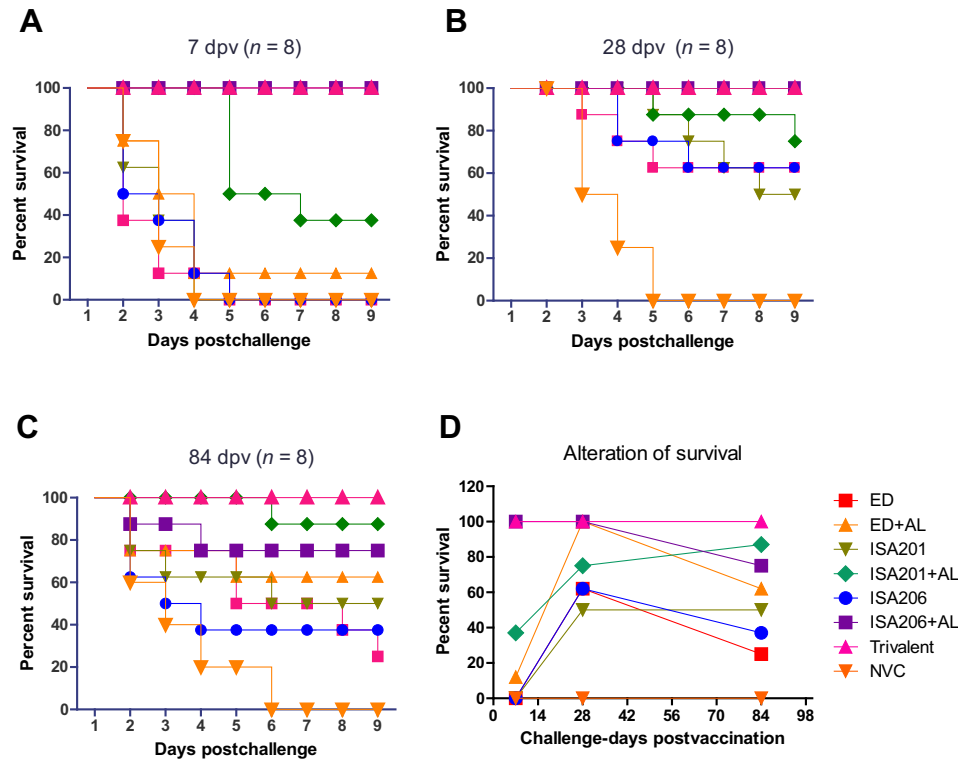 A
7 dpv (n = 8)
100
80
60
40
20
0
Percent survival
1 2 3 4 5 6 7 8 9
Days postchallenge
B
28 dpv (n = 8)
100
80
60
40
20
0
Percent survival
1 2 3 4 5 6 7 8 9
Days postchallenge
C
84 dpv (n = 8)
100
80
60
40
20
0
Percent survival
1 2 3 4 5 6 7 8 9
Days postchallenge
D
Alteration of survival
120
100
80
60
40
20
0
Pecent survival
0 14 28 42 56 70 84 98
Challenge-days postvaccination
ED
ED+AL
ISA201
ISA201+AL
ISA206
ISA206+AL
Trivalent
NVC